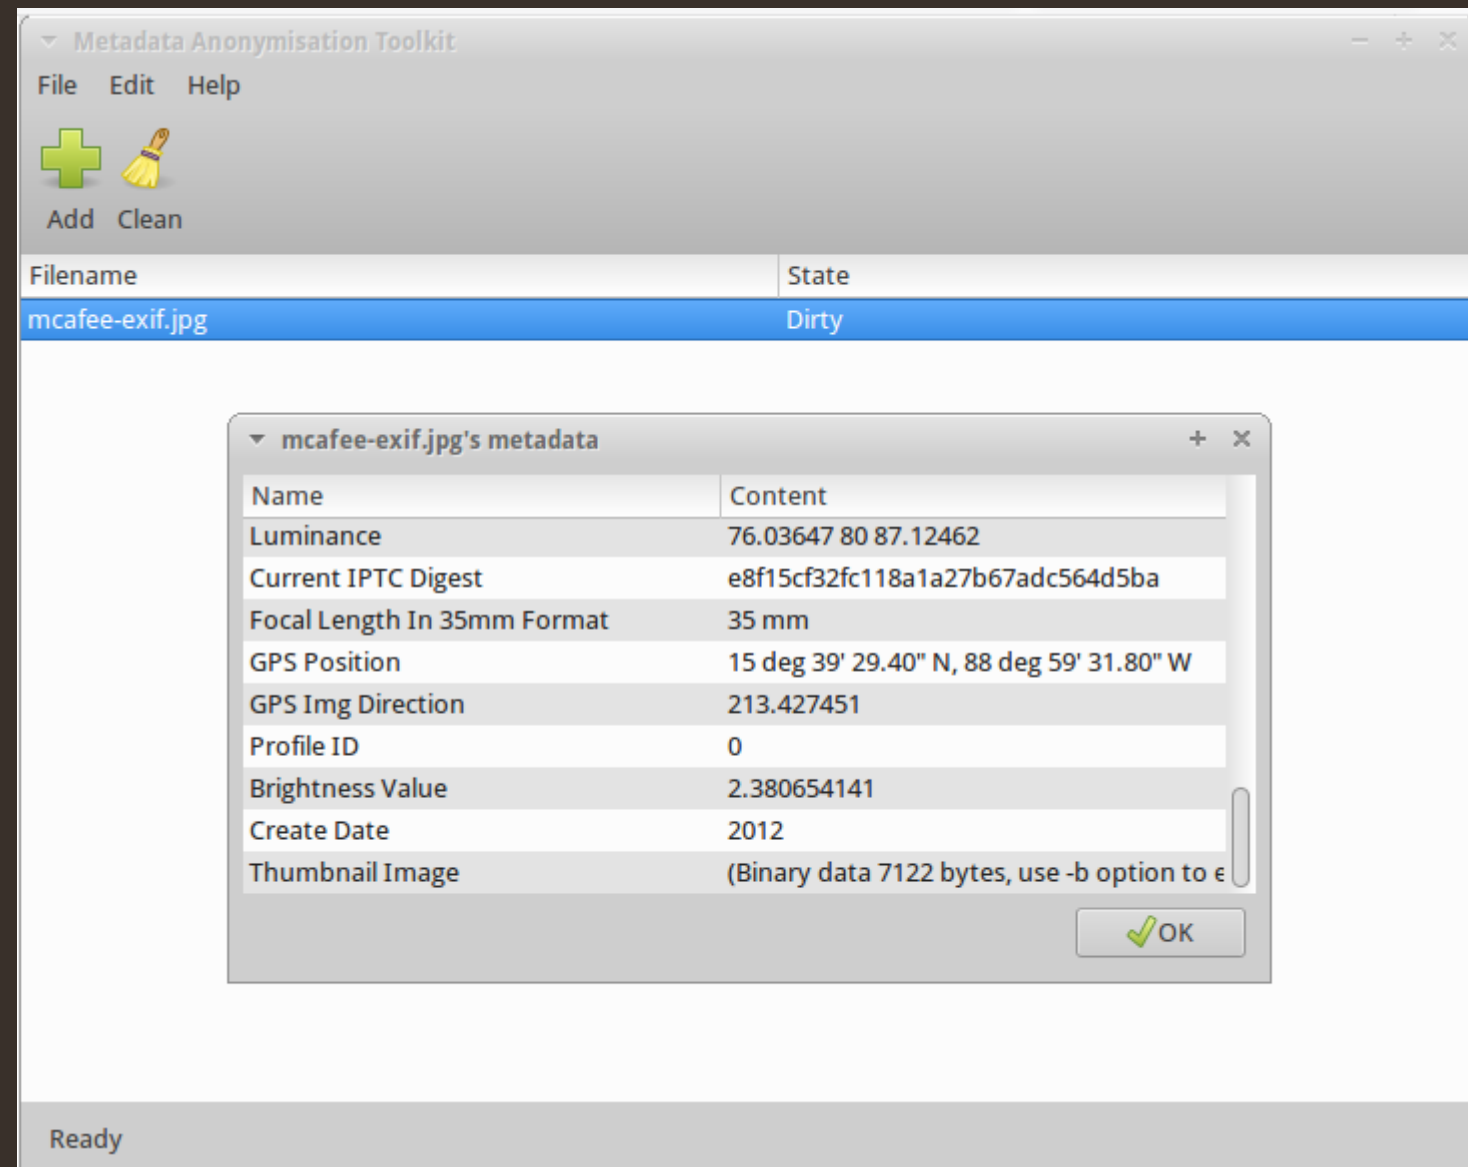 Metadata Anonymisation Toolkit
File Edit Help
Add Clean
Filename State
mcafee-exif.jpg Dirty
mcafee-exif.jpg's metadata
Name Content
Luminance 76.03647 80 87.12462
Current IPTC Digest e8f15cf32fc118a1a27b67adc564d5ba
Focal Length In 35mm Format 35 mm
GPS Position 15 deg 39' 29.40" N, 88 deg 59' 31.80" W
GPS Img Direction 213.427451
Profile ID 0
Brightness Value 2.380654141
Create Date 2012
Thumbnail Image (Binary data 7122 bytes, use -b option to e
OK
Ready